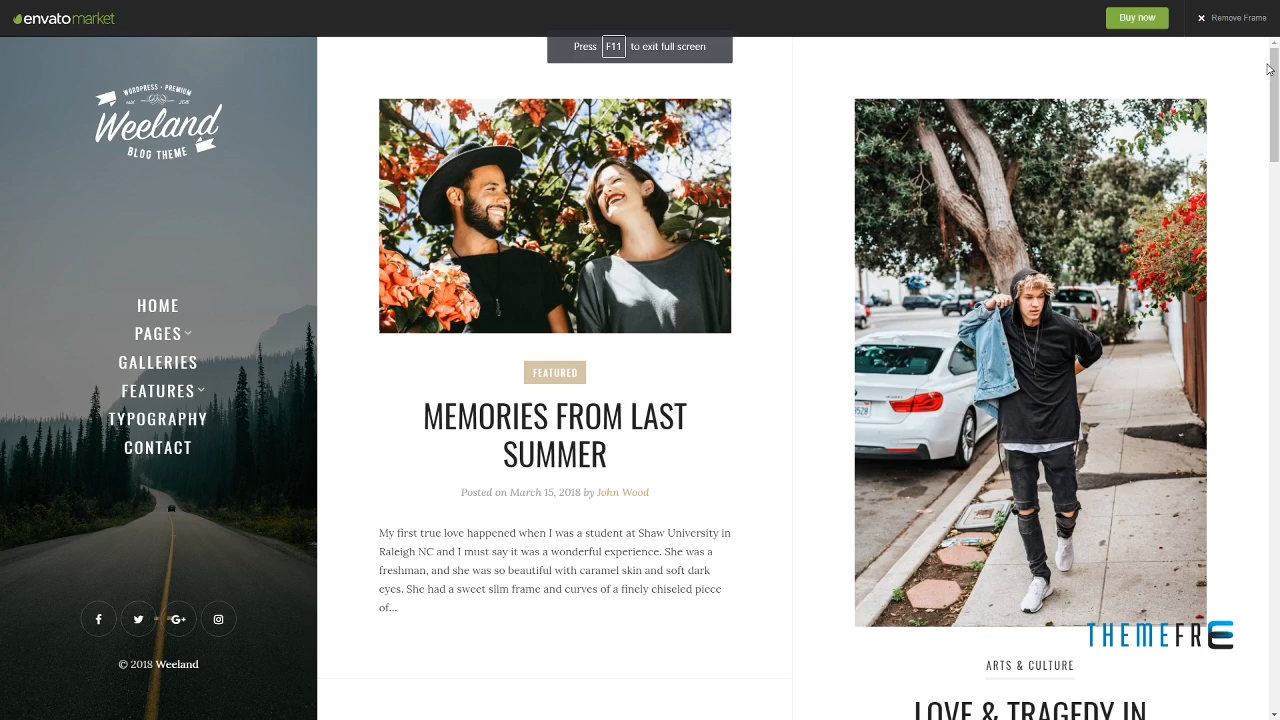 envato market
Buy now
Remove Frame
Press F11 to exit full screen
WORDPRESS · PREMIUM
Weeland
BLOG THEME
HOME
PAGES
GALLERIES
FEATURES
TYPOGRAPHY
CONTACT
© 2018 Weeland
FEATURED
MEMORIES FROM LAST
SUMMER
Posted on March 15, 2018 by John Wood
My first true love happened when I was a student at Shaw University in
Raleigh NC and I must say it was a wonderful experience. She was a
freshman, and she was so beautiful with caramel skin and soft dark
eyes. She had a sweet slim frame and curves of a finely chiseled piece
of...
THEMEFRE
ARTS & CULTURE
LOVE & TRAGEDY IN